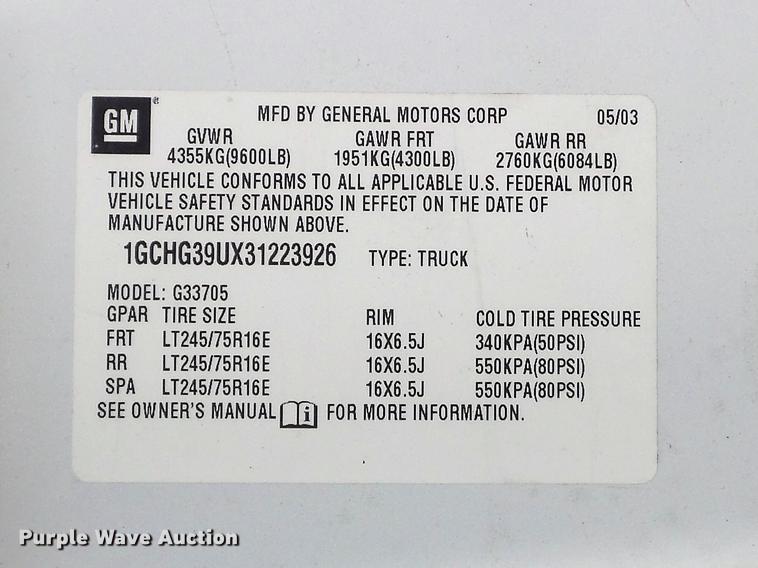 GM
MFD BY GENERAL MOTORS CORP 05/03
GVWR GAWR FRT GAWR RR
4355KG(9600LB) 1951KG(4300LB) 2760KG(6084LB)
THIS VEHICLE CONFORMS TO ALL APPLICABLE U.S. FEDERAL MOTOR
VEHICLE SAFETY STANDARDS IN EFFECT ON THE DATE OF
MANUFACTURE SHOWN ABOVE.
1GCHG39UX31223926 TYPE: TRUCK
MODEL: G33705
GPAR TIRE SIZE RIM COLD TIRE PRESSURE
FRT LT245/75R16E 16X6.5J 340KPA(50PSI)
RR LT245/75R16E 16X6.5J 550KPA(80PSI)
SPA LT245/75R16E 16X6.5J 550KPA(80PSI)
SEE OWNER'S MANUAL i FOR MORE INFORMATION.
Purple Wave Auction